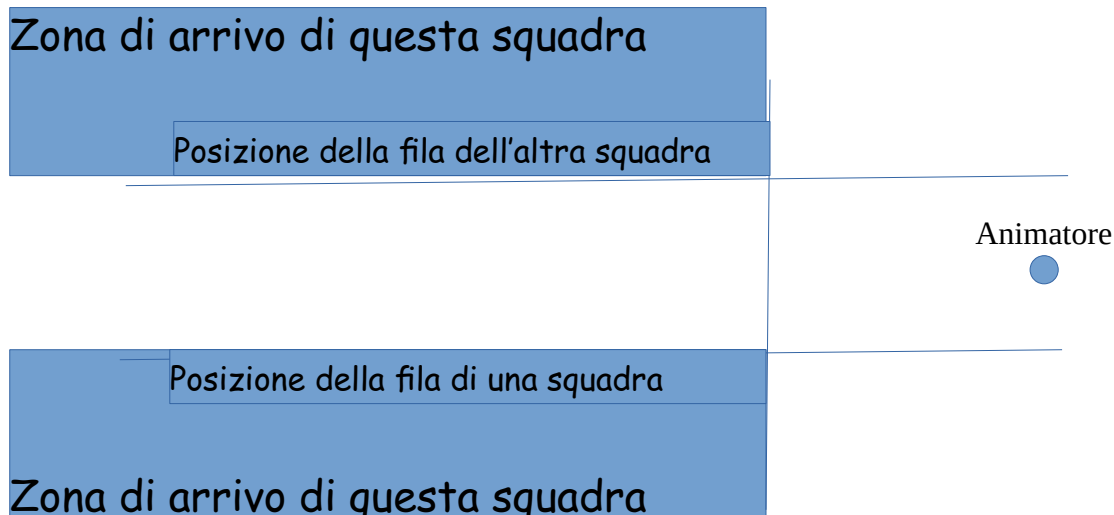 Zona di arrivo di questa squadra
Posizione della fila dell'altra squadra
Animatore
Posizione della fila di una squadra
Zona di arrivo di questa squadra